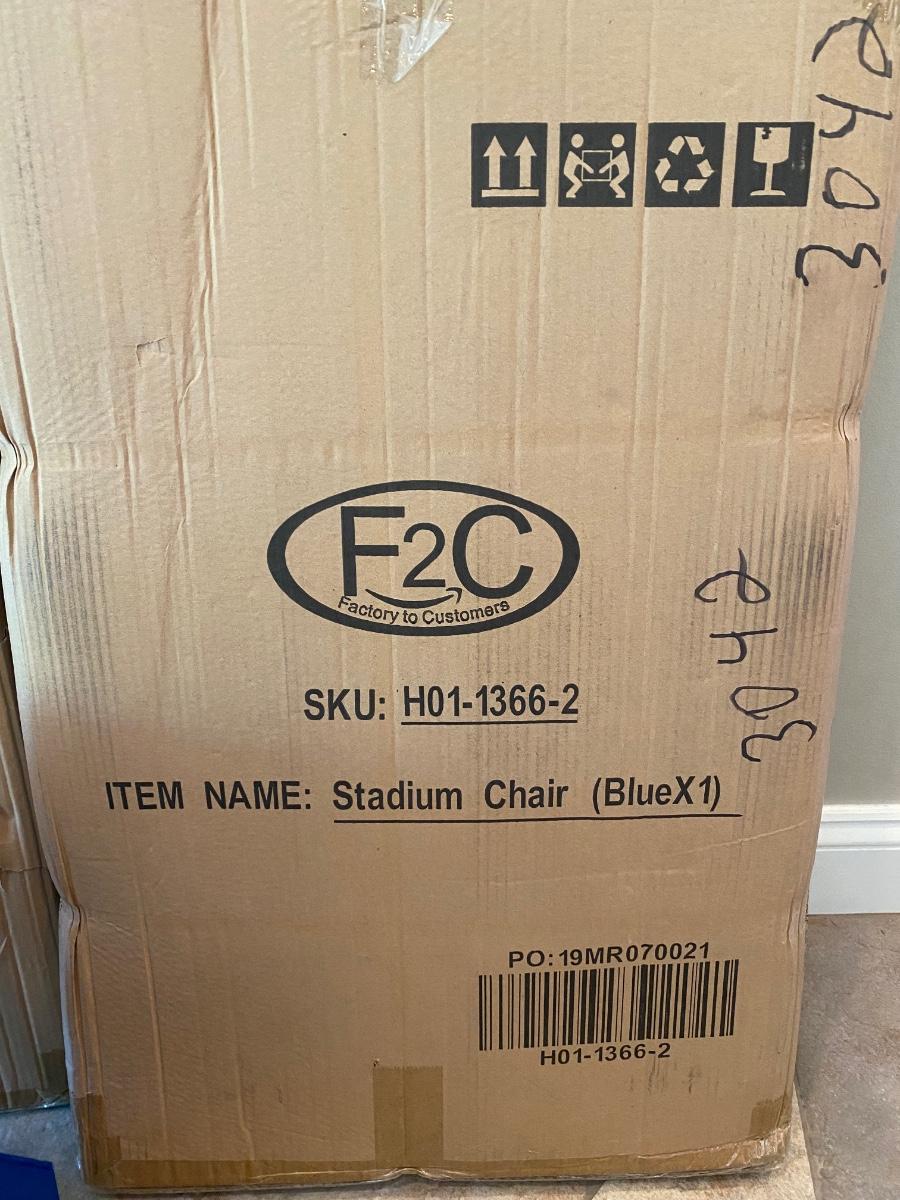 3042
F2C
Factory to Customers
SKU: H01-1366-2
3042
ITEM NAME: Stadium Chair (BlueX1)
PO:19MR070021
H01-1366-2